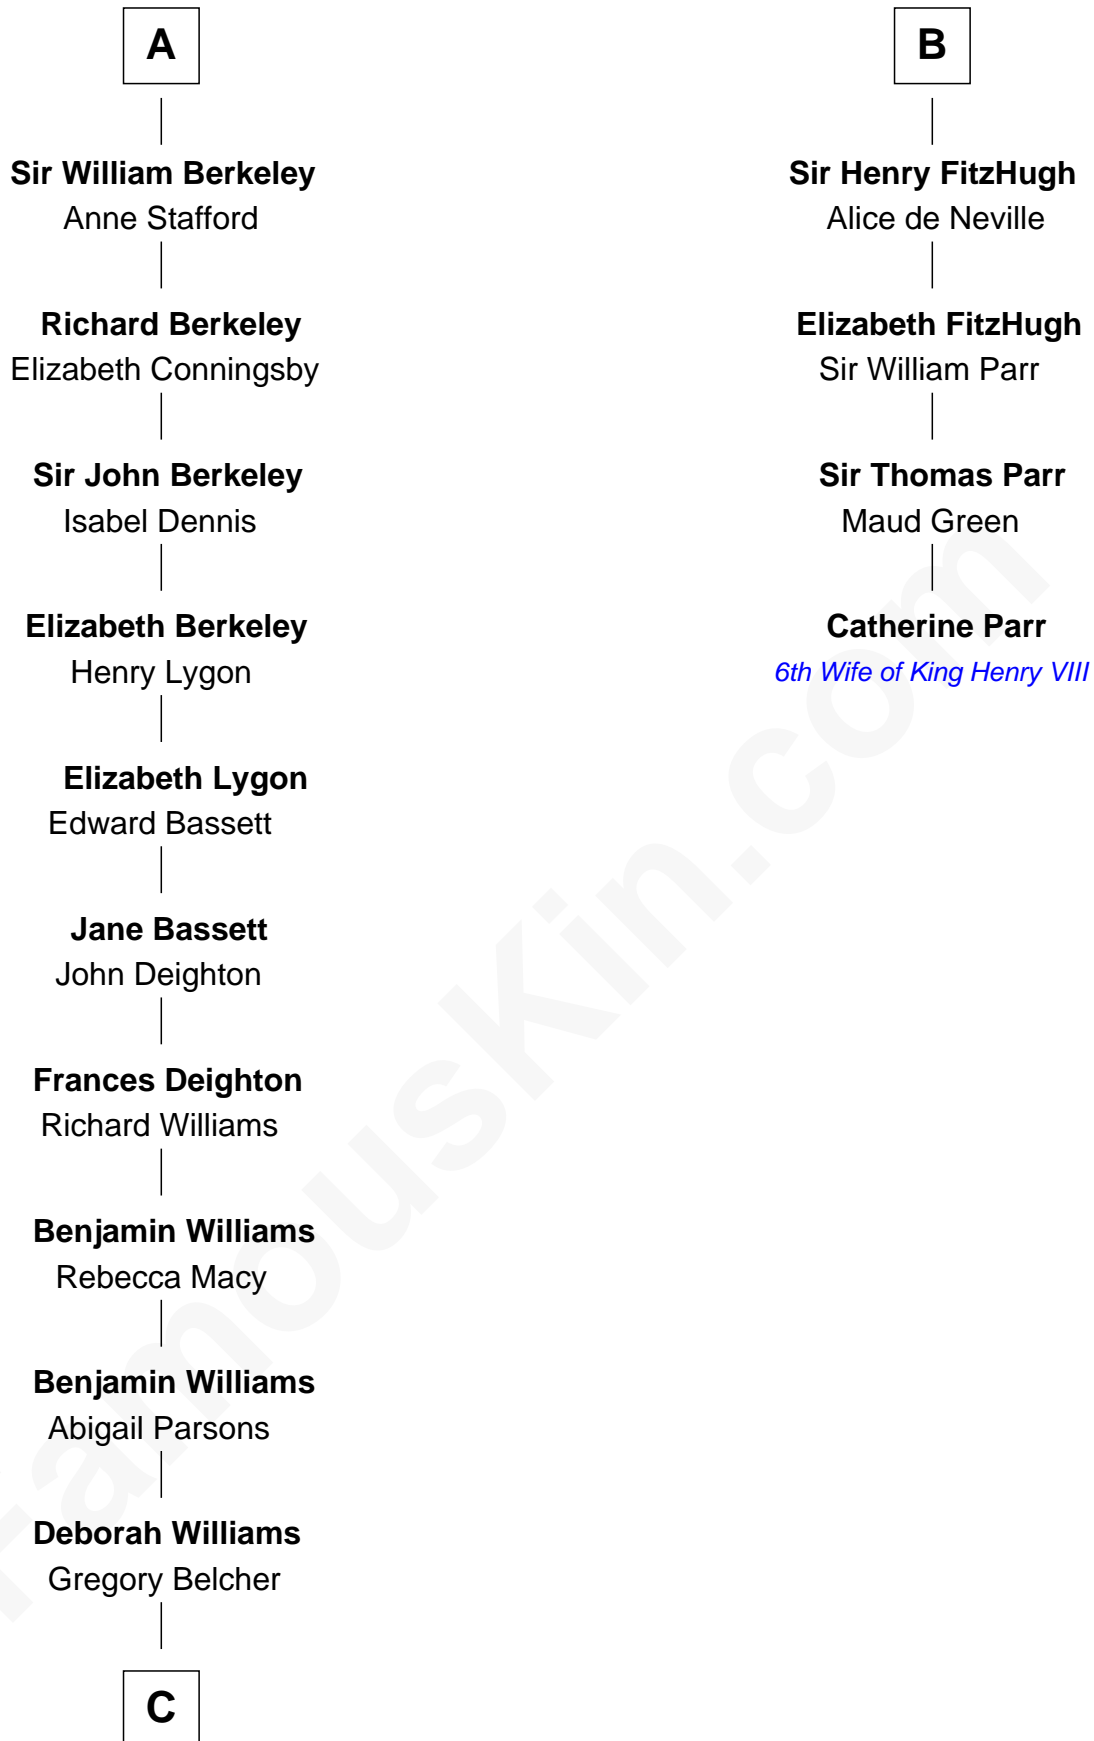 A
Sir William Berkeley
Anne Stafford
Richard Berkeley
Elizabeth Conningsby
Sir John Berkeley
Isabel Dennis
Elizabeth Berkeley
Henry Lygon
Elizabeth Lygon
Edward Bassett
Jane Bassett
John Deighton
Frances Deighton
Richard Williams
Benjamin Williams
Rebecca Macy
Benjamin Williams
Abigail Parsons
Deborah Williams
Gregory Belcher
C
B
Sir Henry FitzHugh
Alice de Neville
Elizabeth FitzHugh
Sir William Parr
Sir Thomas Parr
Maud Green
Catherine Parr
6th Wife of King Henry VIII
FamousKin.com